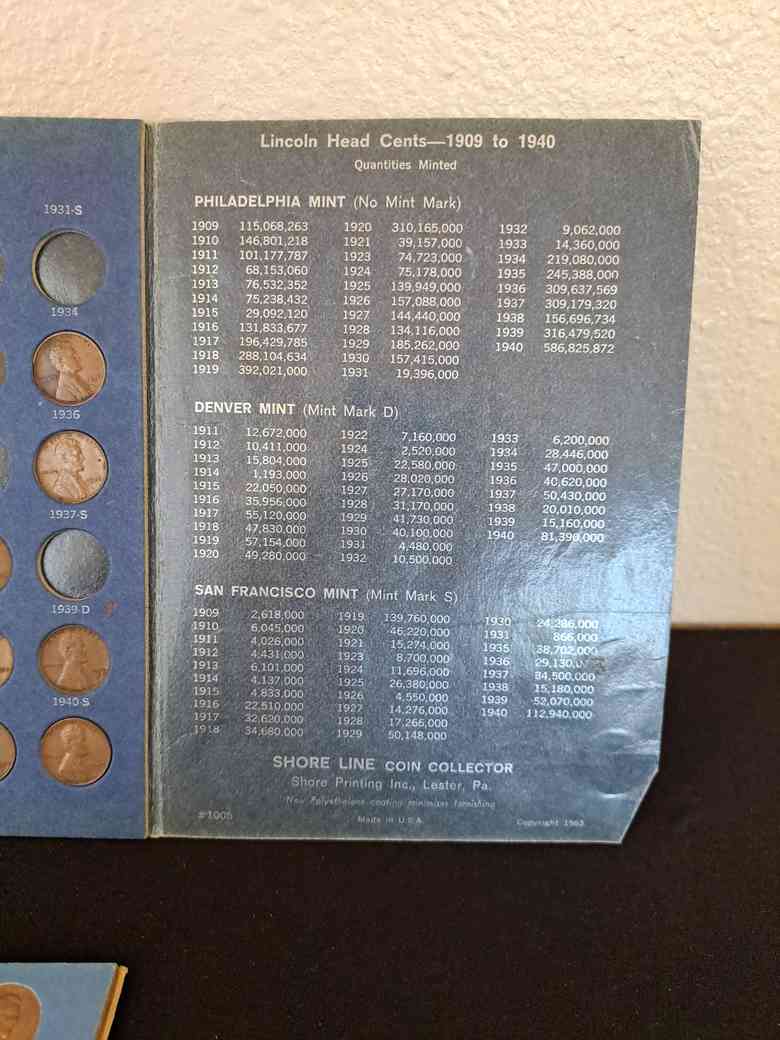 1931-S
1934
1936
1937-S
1939-D
1940-S
Lincoln Head Cents—1909 to 1940
Quantities Minted
PHILADELPHIA MINT (No Mint Mark)
1909 115,068,263 1920 310,165,000 1932 9,062,000
1910 146,801,218 1921 39,157,000 1933 14,360,000
1911 101,177,787 1923 74,723,000 1934 219,080,000
1912 68,153,060 1924 75,178,000 1935 245,388,000
1913 76,532,352 1925 139,949,000 1936 309,637,569
1914 75,238,432 1926 157,088,000 1937 309,179,320
1915 29,092,120 1927 144,440,000 1938 156,696,734
1916 131,833,677 1928 134,116,000 1939 316,479,520
1917 196,429,785 1929 185,262,000 1940 586,825,872
1918 288,104,634 1930 157,415,000
1919 392,021,000 1931 19,396,000
DENVER MINT (Mint Mark D)
1911 12,672,000 1922 7,160,000 1933 6,200,000
1912 10,411,000 1924 2,520,000 1934 28,446,000
1913 15,804,000 1925 22,580,000 1935 47,000,000
1914 1,193,000 1926 28,020,000 1936 40,620,000
1915 22,050,000 1927 27,170,000 1937 50,430,000
1916 35,956,000 1928 31,170,000 1938 20,010,000
1917 55,120,000 1929 41,730,000 1939 15,160,000
1918 47,830,000 1930 40,100,000 1940 81,390,000
1919 57,154,000 1931 4,480,000
1920 49,280,000 1932 10,500,000
SAN FRANCISCO MINT (Mint Mark S)
1909 2,618,000 1919 139,760,000 1930 24,286,000
1910 6,045,000 1920 46,220,000 1931 866,000
1911 4,026,000 1921 15,274,000 1935 38,702,000
1912 4,431,000 1923 8,700,000 1936
1913 6,101,000 1924 11,696,000 1937 84,500,000
1914 4,137,000 1925 26,380,000 1938 15,180,000
1915 4,833,000 1926 4,550,000 1939 52,070,000
1916 22,510,000 1927 14,276,000 1940 112,940,000
1917 32,620,000 1928 17,266,000
1918 34,680,000 1929 50,148,000
SHORE LINE COIN COLLECTOR
Shore Printing Inc., Lester, Pa.
New Polyethelene coating minimizes tarnishing
#1005 Made in U.S.A. Copyright 1963